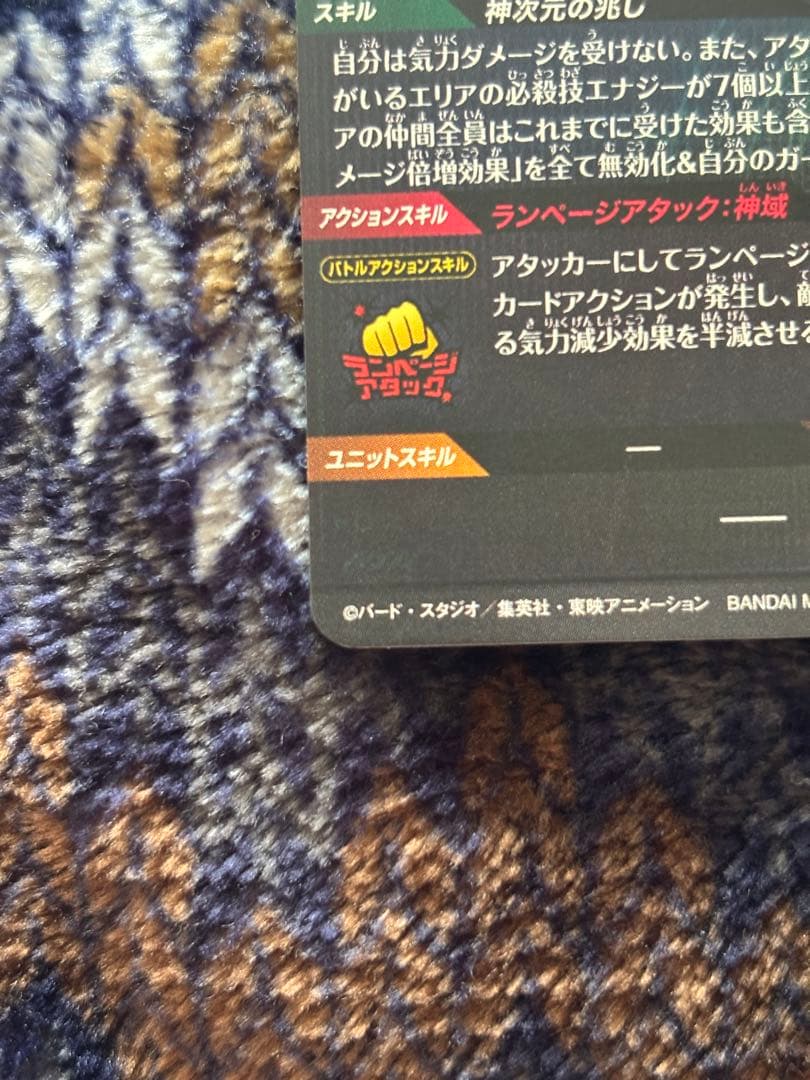 スキル 神次元の兆し
自分は気力ダメージを受けない。また、アタ
がいるエリアの必殺技エナジーが7個以上
アの仲間全員はこれまでに受けた効果も含
メージ倍増効果」を全て無効化&自分のガー
アクションスキル ランページアタック:神域
バトルアクションスキル アタッカーにしてランページ
カードアクションが発生し、敵
る気力減少効果を半減させる
ランページ
アタック
ユニットスキル —
—
©バード・スタジオ／集英社・東映アニメーション BANDAI M